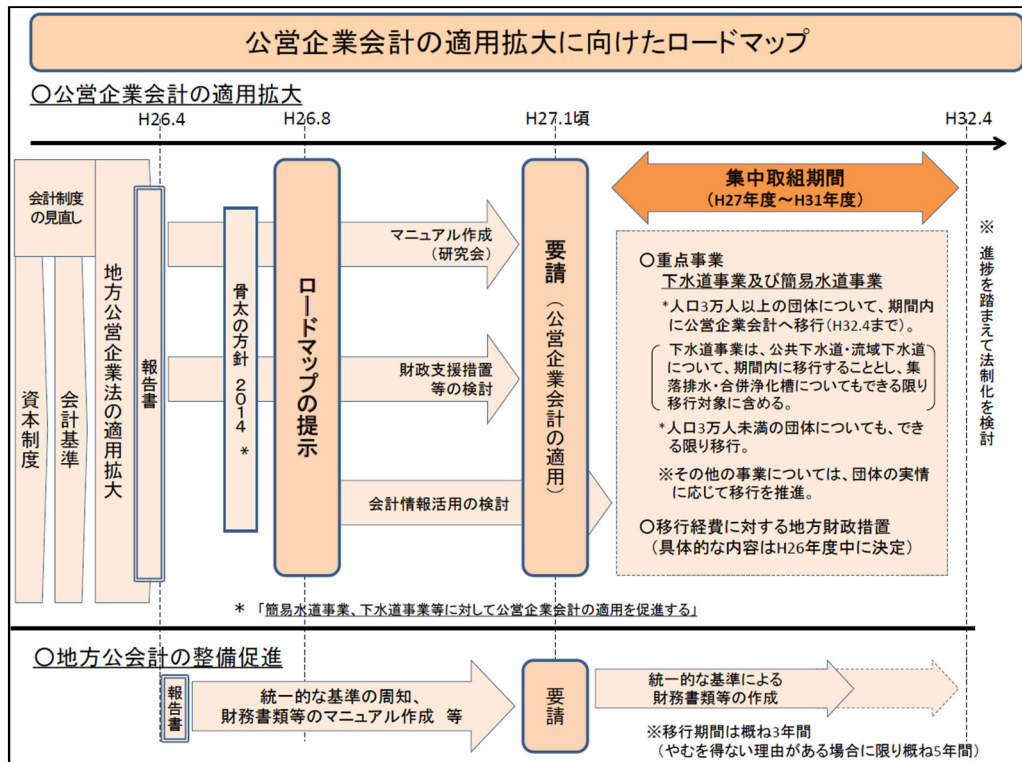 公営企業会計の適用拡大に向けたロードマップ
〇公営企業会計の適用拡大
H26.4
H26.8
H27.1頃
H32.4
会計制度
の見直し
資本制度
会計基準
地方公営企業法の適用拡大
報告書
骨太の方針 2014 *
ロードマップの提示
マニュアル作成
(研究会)
財政支援措置
等の検討
会計情報活用の検討
要請(公営企業会計の適用)
集中取組期間
(H27年度~H31年度)
〇重点事業
下水道事業及び簡易水道事業
*人口3万人以上の団体について、期間内
に公営企業会計へ移行(H32.4まで)。
下水道事業は、公共下水道・流域下水道
について、期間内に移行することとし、集
落排水・合併浄化槽についてもできる限り
移行対象に含める。
*人口3万人未満の団体についても、でき
る限り移行。
※その他の事業については、団体の実情
に応じて移行を推進。
〇移行経費に対する地方財政措置
(具体的な内容はH26年度中に決定)
※ 進捗を踏まえて法制化を検討
* 「簡易水道事業、下水道事業等に対して公営企業会計の適用を促進する」
〇地方公会計の整備促進
報告書
統一的な基準の周知、
財務書類等のマニュアル作成 等
要請
統一的な基準による
財務書類等の作成
※移行期間は概ね3年間
(やむを得ない理由がある場合に限り概ね5年間)